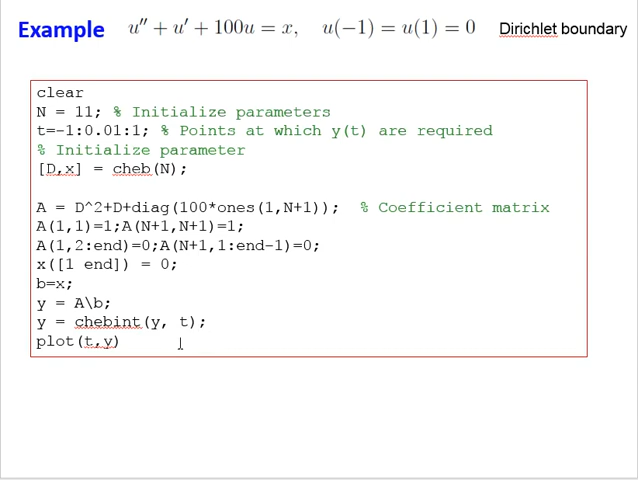 Example u'' + u' + 100u = x, u(−1) = u(1) = 0 Dirichlet boundary
clear
N = 11; % Initialize parameters
t=-1:0.01:1; % Points at which y(t) are required
% Initialize parameter
[D,x] = cheb(N);
A = D^2+D+diag(100*ones(1,N+1)); % Coefficient matrix
A(1,1)=1;A(N+1,N+1)=1;
A(1,2:end)=0;A(N+1,1:end-1)=0;
x([1 end]) = 0;
b=x;
y = A\b;
y = chebint(y, t);
plot(t,y)